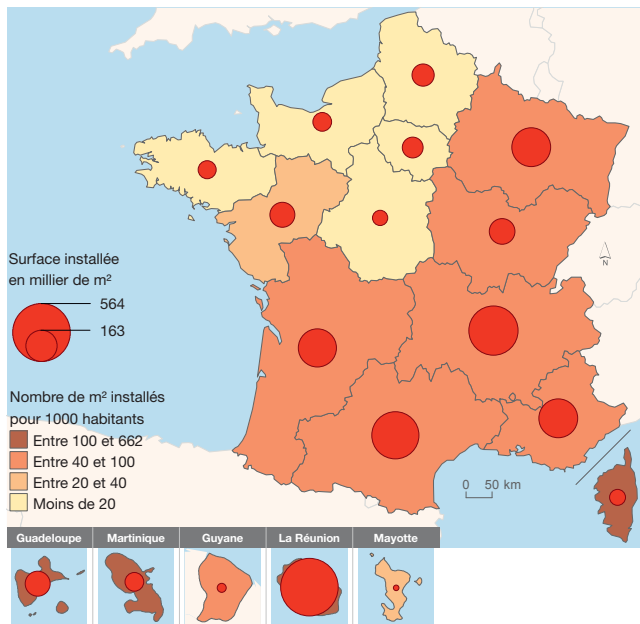 N
Surface installée
en millier de m²
564
163
Nombre de m² installés
pour 1000 habitants
Entre 100 et 662
Entre 40 et 100
Entre 20 et 40
Moins de 20
0 50 km
Guadeloupe
Martinique
Guyane
La Réunion
Mayotte